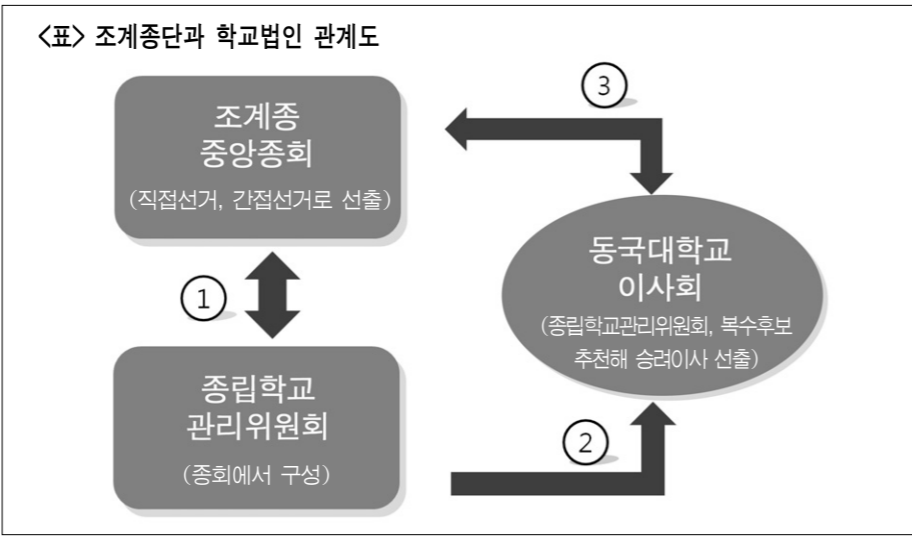 <표> 조계종단과 학교법인 관계도
3
조계종
중앙종회
(직접선거, 간접선거로 선출)
동국대학교
이사회
(종립학교관리위원회, 복수후보
추천해 승려이사 선출)
1
종립학교
관리위원회
(종회에서 구성)
2